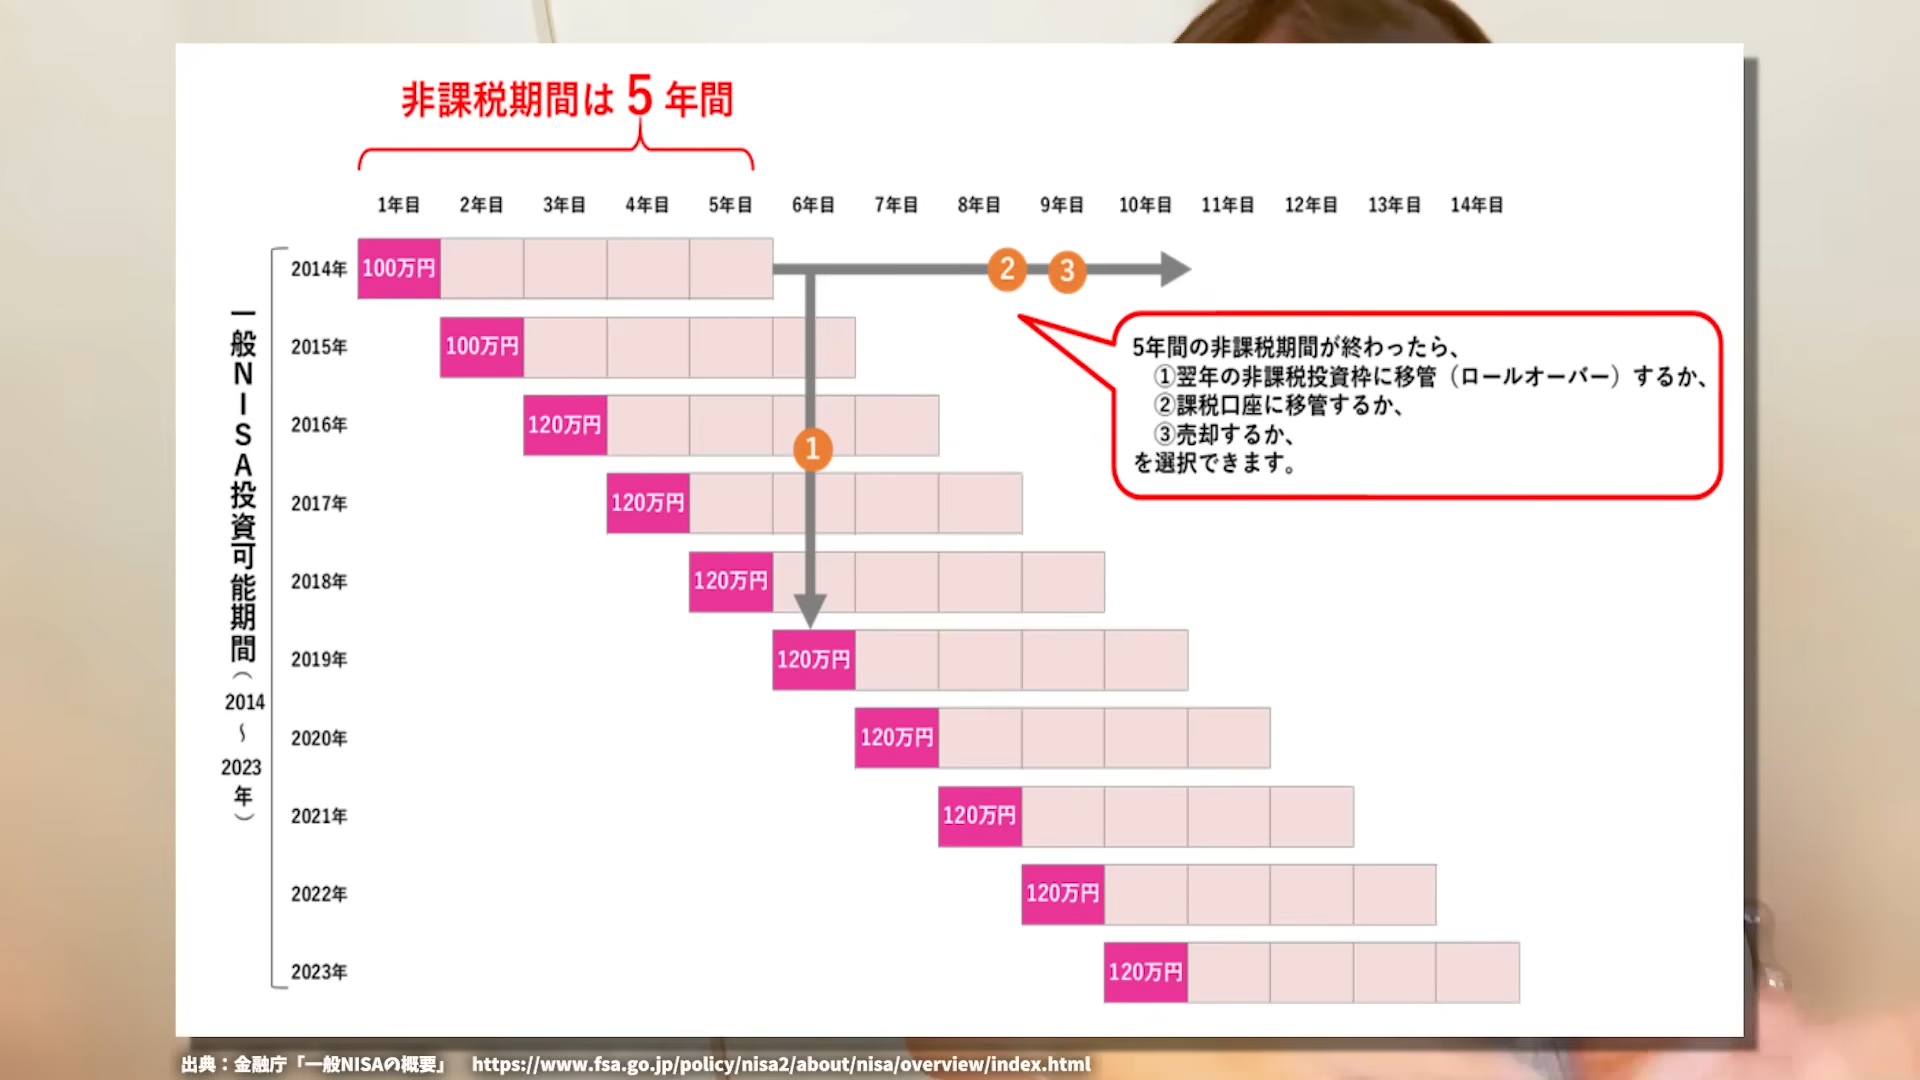 非課税期間は5年間
1年目 2年目 3年目 4年目 5年目 6年目 7年目 8年目 9年目 10年目 11年目 12年目 13年目 14年目
一般NISA投資可能期間(2014～2023年)
2014年 100万円
2 3
2015年 100万円
5年間の非課税期間が終わったら、
①翌年の非課税投資枠に移管(ロールオーバー)するか、
②課税口座に移管するか、
③売却するか、
を選択できます。
2016年 120万円
1
2017年 120万円
2018年 120万円
2019年 120万円
2020年 120万円
2021年 120万円
2022年 120万円
2023年 120万円
出典：金融庁「一般NISAの概要」 https://www.fsa.go.jp/policy/nisa2/about/nisa/overview/index.html